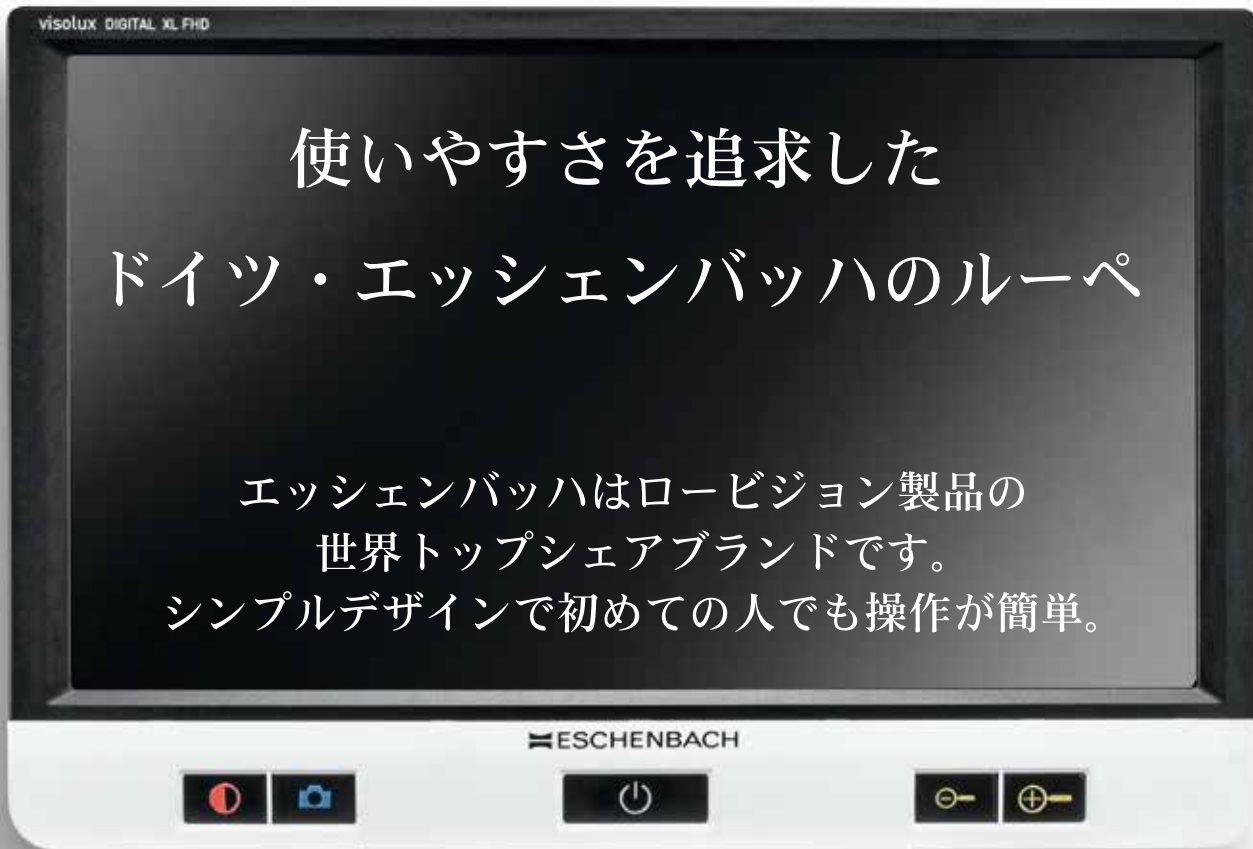 visolux DIGITAL XL FHD
使いやすさを追求した
ドイツ・エッシェンバッハのルーペ
エッシェンバッハはロービジョン製品の
世界トップシェアブランドです。
シンプルデザインで初めての人でも操作が簡単。
ESCHENBACH